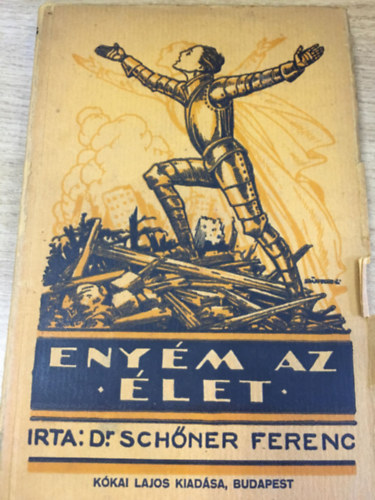 ENYÉM AZ
· ÉLET ·
IRTA: Dr SCHŐNER FERENC
KÓKAI LAJOS KIADÁSA, BUDAPEST